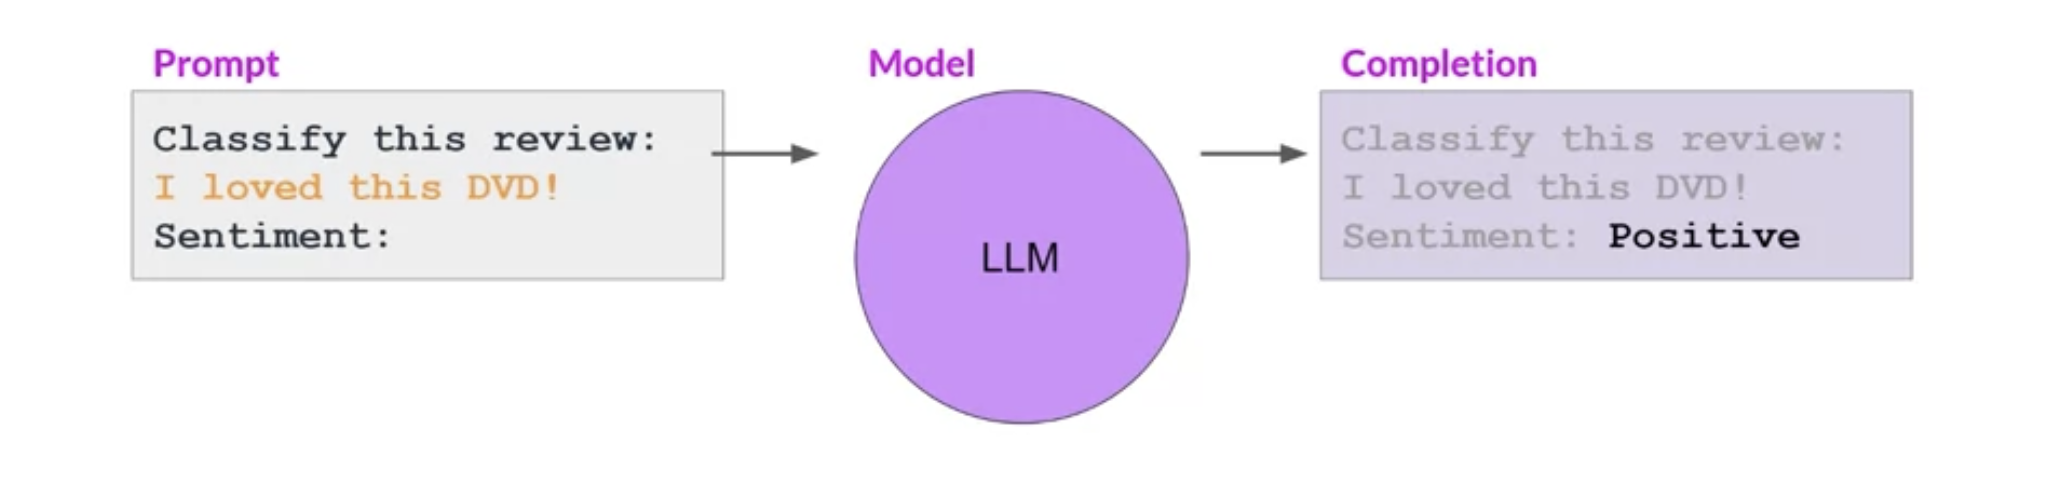 Prompt
Classify this review:
I loved this DVD!
Sentiment:
Model
LLM
Completion
Classify this review:
I loved this DVD!
Sentiment: Positive